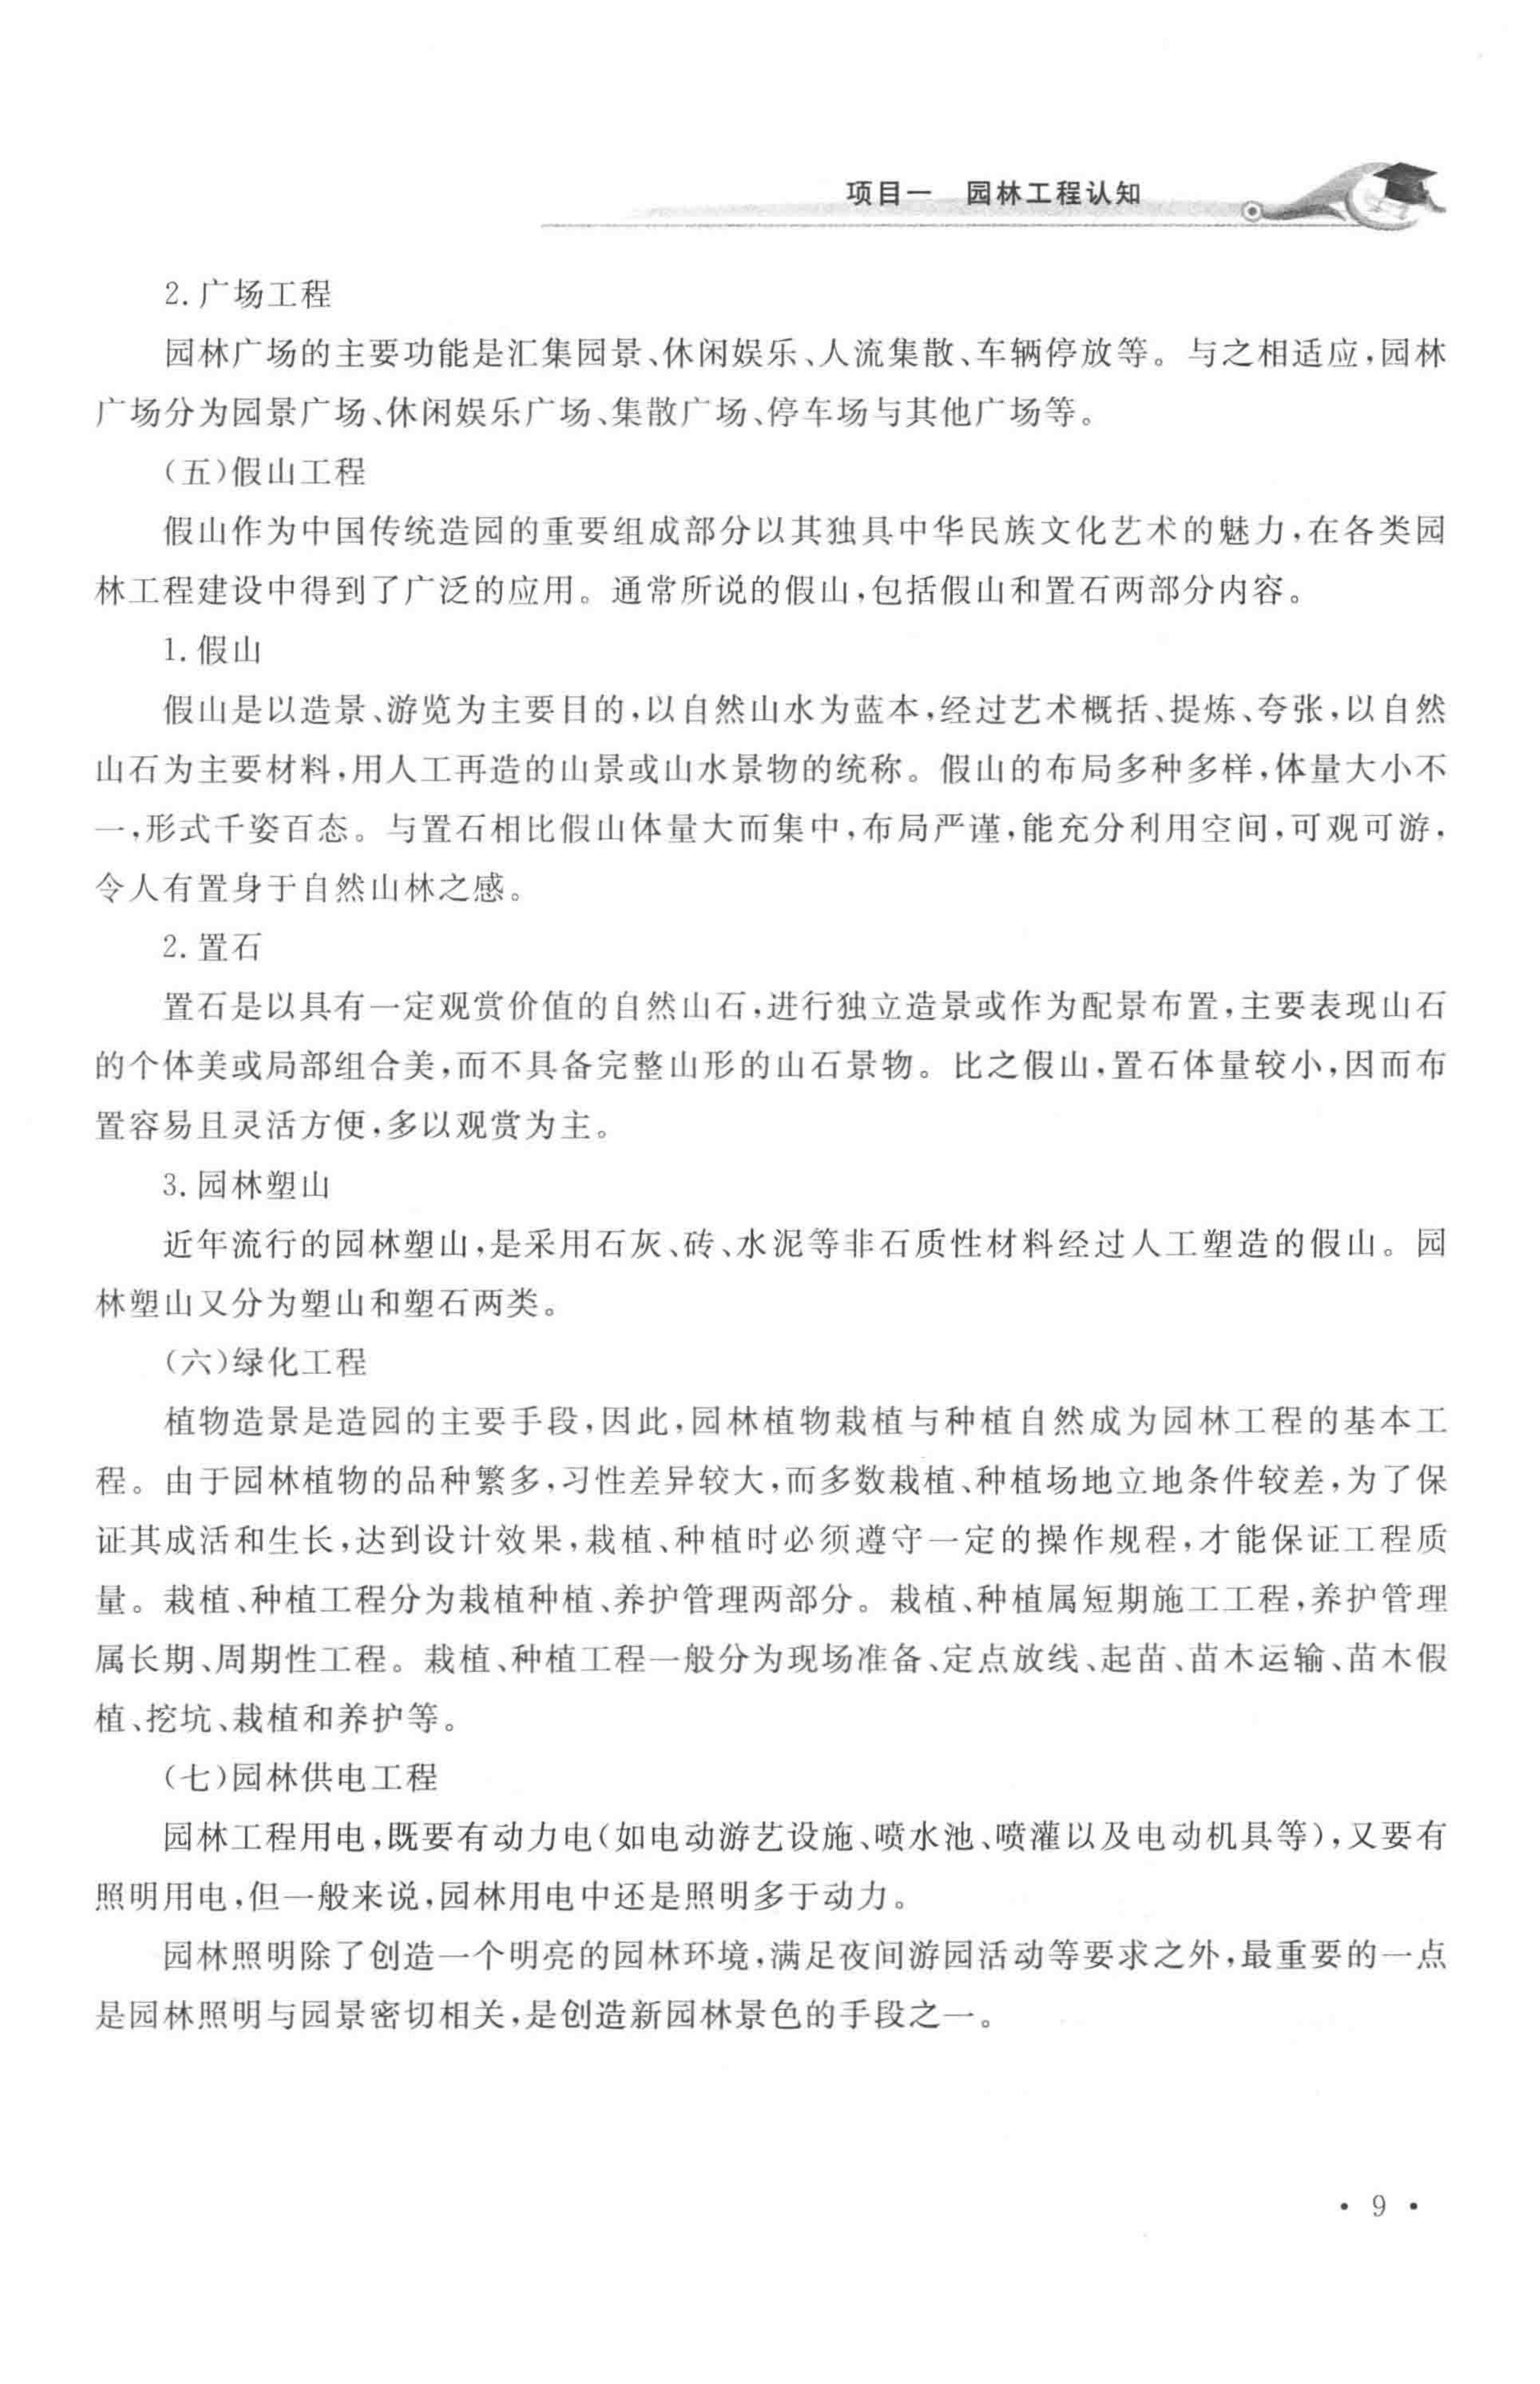 项目一 园林工程认知
2.广场工程
园林广场的主要功能是汇集园景、休闲娱乐、人流集散、车辆停放等。与之相适应,园林
广场分为园景广场、休闲娱乐广场、集散广场、停车场与其他广场等。
(五)假山工程
假山作为中国传统造园的重要组成部分以其独具中华民族文化艺术的魅力,在各类园
林工程建设中得到了广泛的应用。通常所说的假山,包括假山和置石两部分内容。
1.假山
假山是以造景、游览为主要目的,以自然山水为蓝本,经过艺术概括、提炼、夸张,以自然
山石为主要材料,用人工再造的山景或山水景物的统称。假山的布局多种多样,体量大小不
一,形式千姿百态。与置石相比假山体量大而集中,布局严谨,能充分利用空间,可观可游,
令人有置身于自然山林之感。
2.置石
置石是以具有一定观赏价值的自然山石,进行独立造景或作为配景布置,主要表现山石
的个体美或局部组合美,而不具备完整山形的山石景物。比之假山,置石体量较小,因而布
置容易且灵活方便,多以观赏为主。
3.园林塑山
近年流行的园林塑山,是采用石灰、砖、水泥等非石质性材料经过人工塑造的假山。园
林塑山又分为塑山和塑石两类。
(六)绿化工程
植物造景是造园的主要手段,因此,园林植物栽植与种植自然成为园林工程的基本工
程。由于园林植物的品种繁多,习性差异较大,而多数栽植、种植场地立地条件较差,为了保
证其成活和生长,达到设计效果,栽植、种植时必须遵守一定的操作规程,才能保证工程质
量。栽植、种植工程分为栽植种植、养护管理两部分。栽植、种植属短期施工工程,养护管理
属长期、周期性工程。栽植、种植工程一般分为现场准备、定点放线、起苗、苗木运输、苗木假
植、挖坑、栽植和养护等。
(七)园林供电工程
园林工程用电,既要有动力电(如电动游艺设施、喷水池、喷灌以及电动机具等),又要有
照明用电,但一般来说,园林用电中还是照明多于动力。
园林照明除了创造一个明亮的园林环境,满足夜间游园活动等要求之外,最重要的一点
是园林照明与园景密切相关,是创造新园林景色的手段之一。
• 9 •